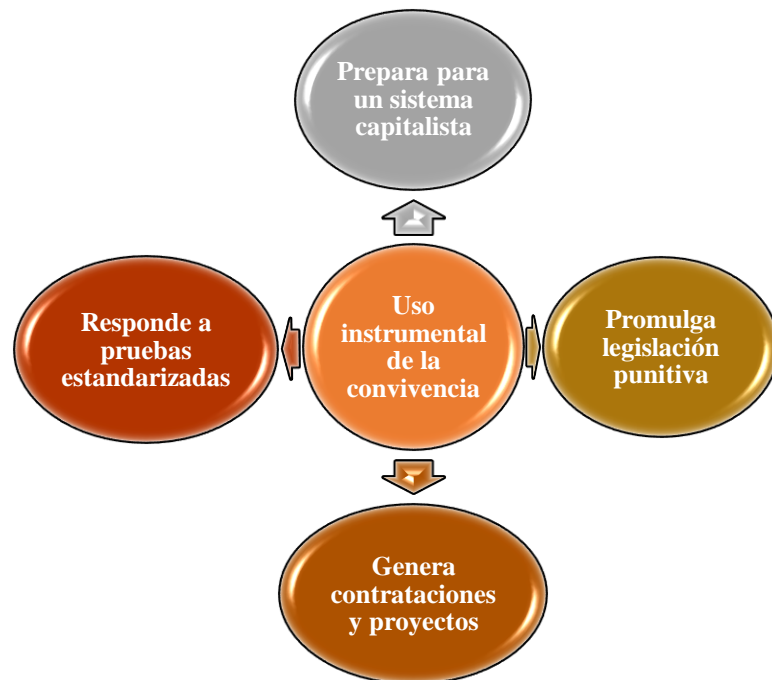 Prepara para
un sistema
capitalista
Responde a
pruebas
estandarizadas
Uso
instrumental
de la
convivencia
Promulga
legislación
punitiva
Genera
contrataciones
y proyectos